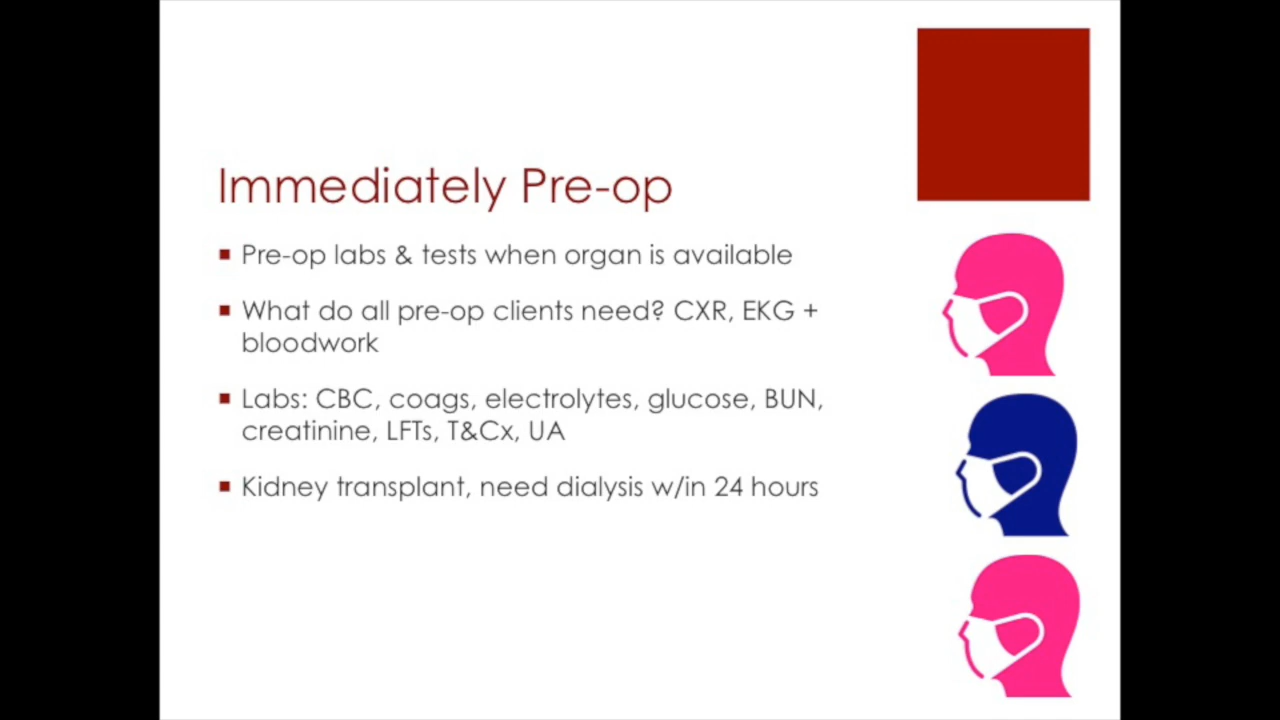 Immediately Pre-op
Pre-op labs & tests when organ is available
What do all pre-op clients need? CXR, EKG +
bloodwork
Labs: CBC, coags, electrolytes, glucose, BUN,
creatinine, LFTs, T&Cx, UA
Kidney transplant, need dialysis w/in 24 hours